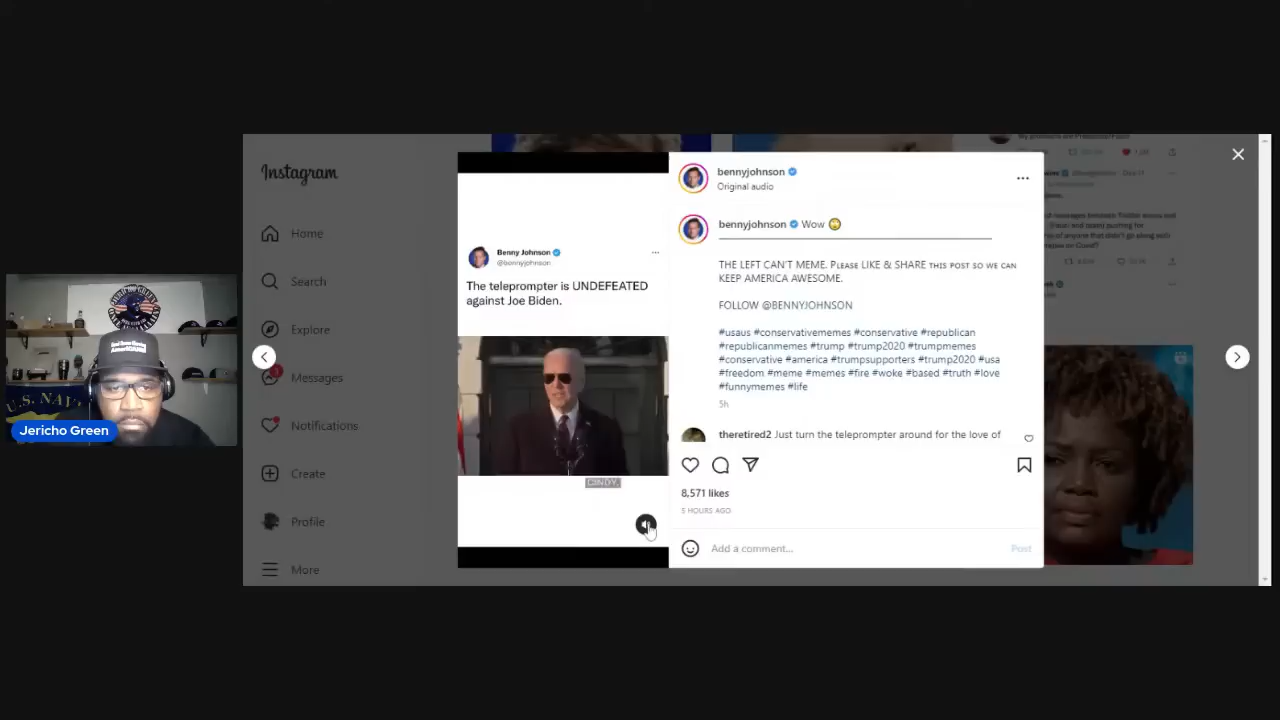 Instagram
Home
Search
Explore
Messages
Notifications
Create
Profile
More
U.S. NAVY
Jericho Green
Benny Johnson
@bennyjohnson
The teleprompter is UNDEFEATED
against Joe Biden.
CINDY.
bennyjohnson
Original audio
bennyjohnson Wow
THE LEFT CAN'T MEME. PLEASE LIKE & SHARE THIS POST SO WE CAN
KEEP AMERICA AWESOME.
FOLLOW @BENNYJOHNSON
#usaus #conservativememes #conservative #republican
#republicanmemes #trump #trump2020 #trumpmemes
#conservative #america #trumpsupporters #trump2020 #usa
#freedom #meme #memes #fire #woke #based #truth #love
#funnymemes #life
5h
theretired2 Just turn the teleprompter around for the love of
8,571 likes
5 HOURS AGO
Add a comment...
Post